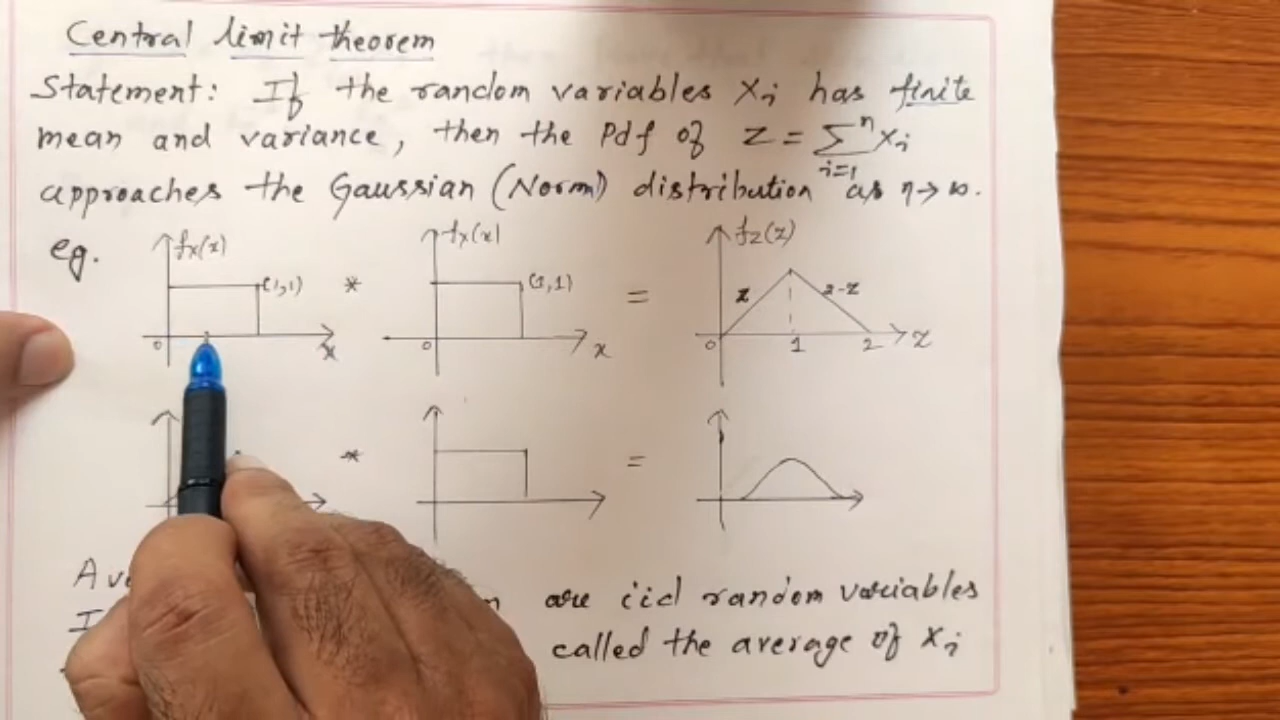 Central limit theorem
Statement: If the random variables Xi has finite
mean and variance, then the Pdf of Z = Σ_{i=1}^{n} Xi
approaches the Gaussian (Norml) distribution as n→∞.
eg. fx(x) (1,1) * fx(x) (1,1) = fz(z) z 2-z
0 x 0 x 0 1 2 z
* =
are iid random variables
called the average of Xi